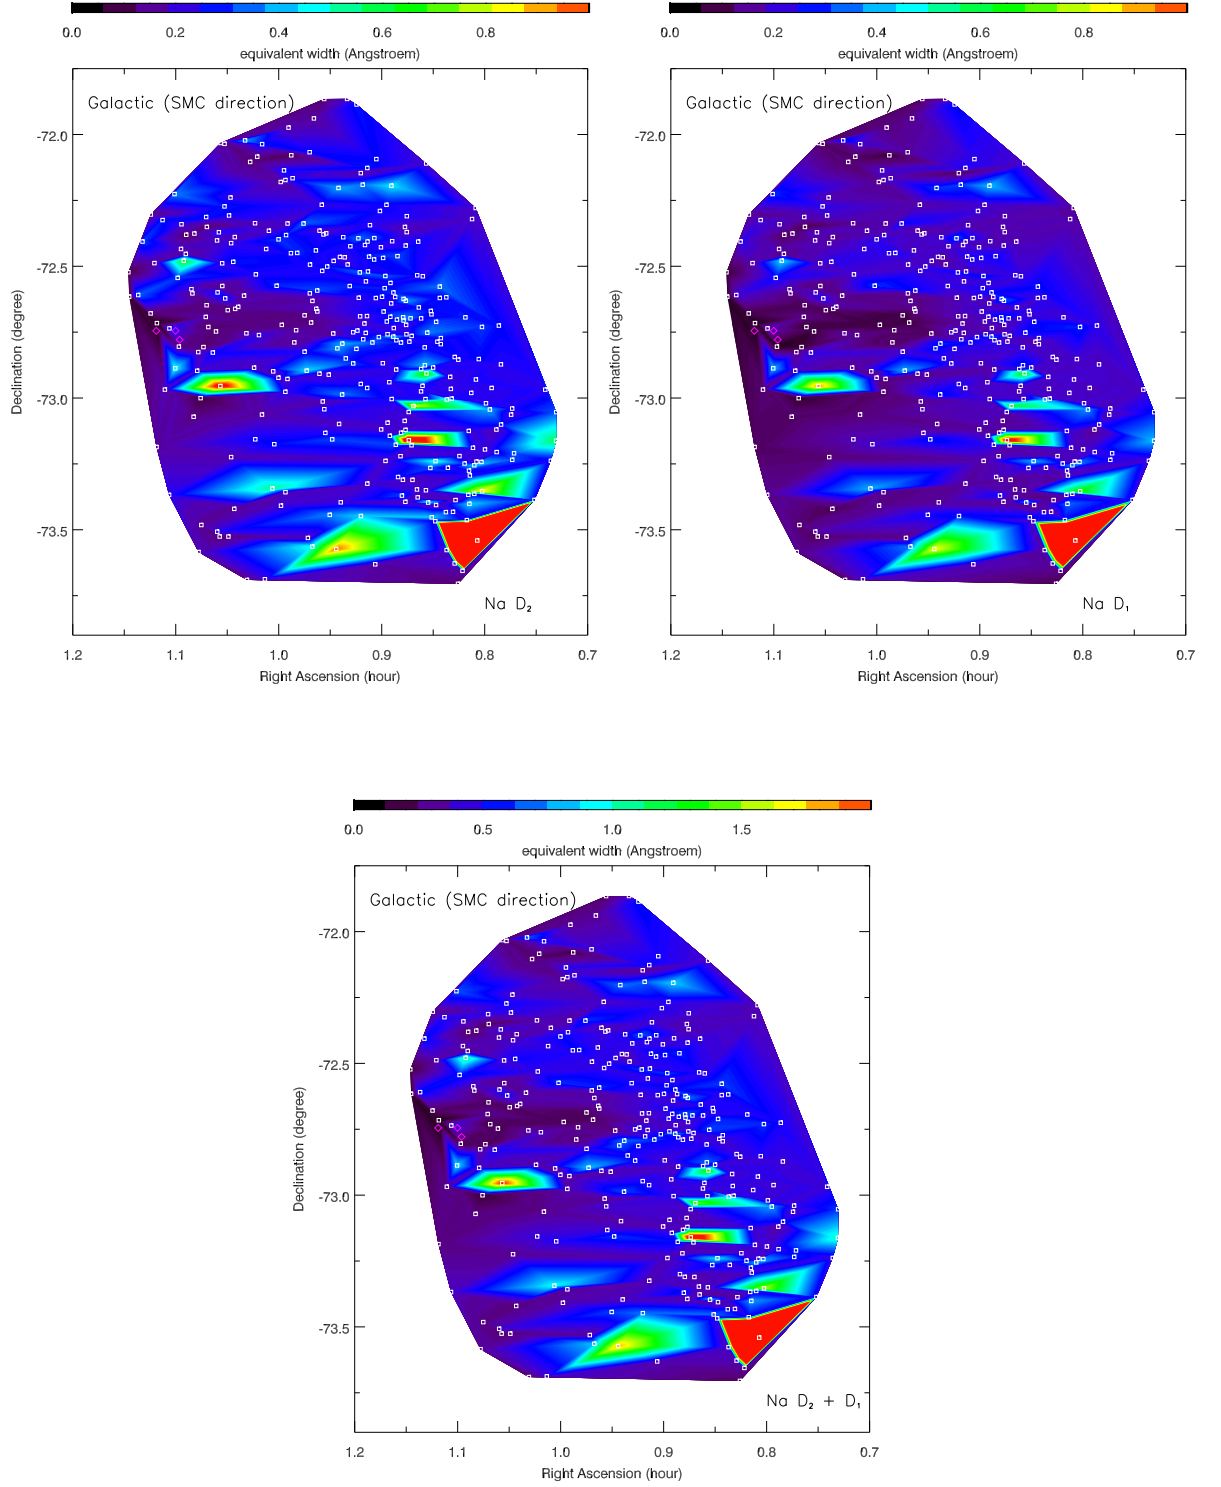 0.0 0.2 0.4 0.6 0.8
equivalent width (Angstroem)
Galactic (SMC direction)
-72.0
-72.5
-73.0
-73.5
Declination (degree)
Na D₂
1.2 1.1 1.0 0.9 0.8 0.7
Right Ascension (hour)
0.0 0.2 0.4 0.6 0.8
equivalent width (Angstroem)
Galactic (SMC direction)
-72.0
-72.5
-73.0
-73.5
Declination (degree)
Na D₁
1.2 1.1 1.0 0.9 0.8 0.7
Right Ascension (hour)
0.0 0.5 1.0 1.5
equivalent width (Angstroem)
Galactic (SMC direction)
-72.0
-72.5
-73.0
-73.5
Declination (degree)
Na D₂ + D₁
1.2 1.1 1.0 0.9 0.8 0.7
Right Ascension (hour)